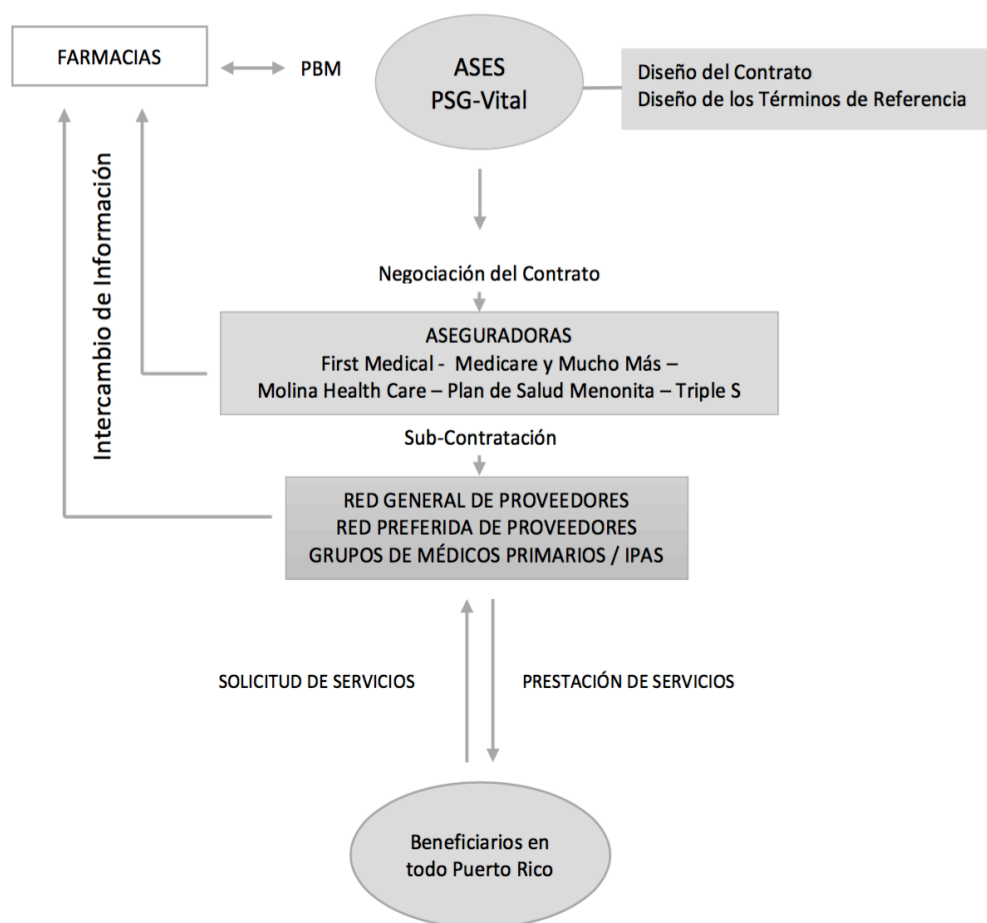 FARMACIAS
PBM
ASES
PSG-Vital
Diseño del Contrato
Diseño de los Términos de Referencia
Intercambio de Información
Negociación del Contrato
ASEGURADORAS
First Medical - Medicare y Mucho Más –
Molina Health Care – Plan de Salud Menonita – Triple S
Sub-Contratación
RED GENERAL DE PROVEEDORES
RED PREFERIDA DE PROVEEDORES
GRUPOS DE MÉDICOS PRIMARIOS / IPAS
SOLICITUD DE SERVICIOS
PRESTACIÓN DE SERVICIOS
Beneficiarios en
todo Puerto Rico